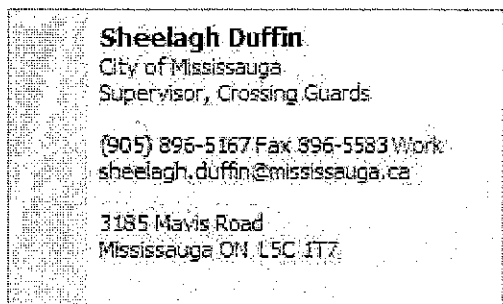 Sheelagh Duffin
City of Mississauga
Supervisor, Crossing Guards
(905) 896-5167 Fax 896-5583 Work
sheelagh.duffin@mississauga.ca
3185 Mavis Road
Mississauga ON L5C 1T7